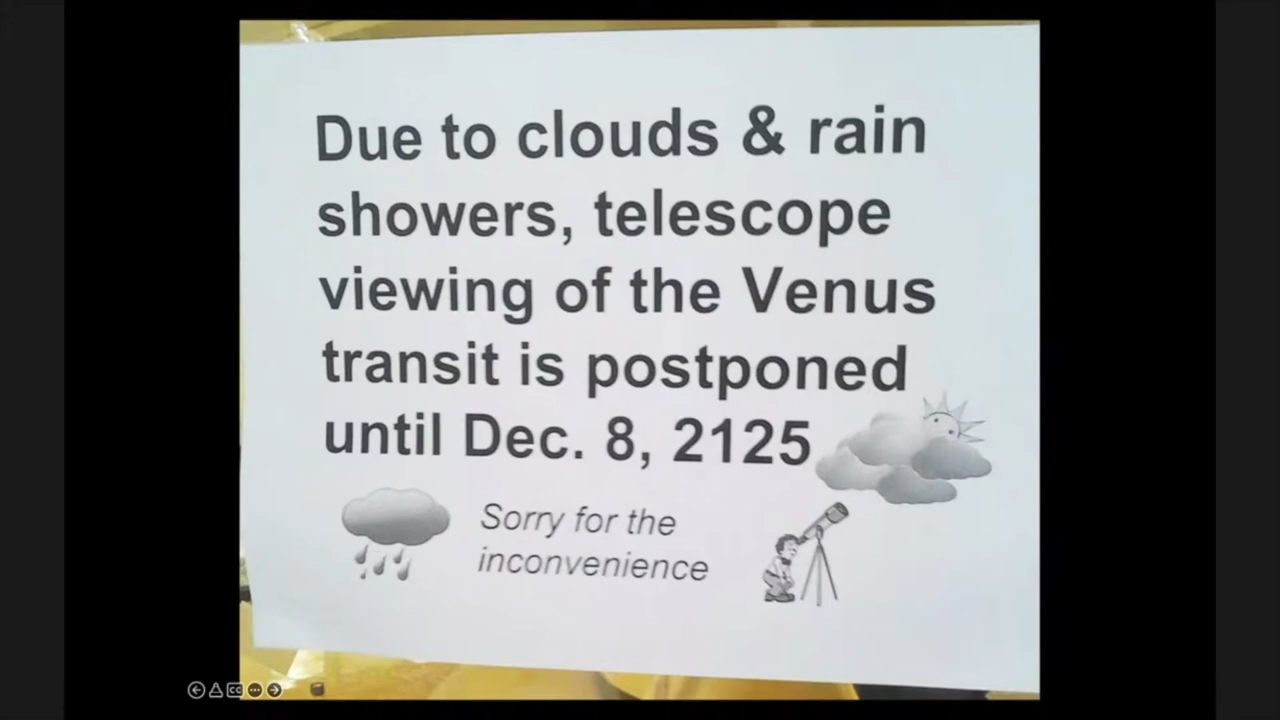 Due to clouds & rain
showers, telescope
viewing of the Venus
transit is postponed
until Dec. 8, 2125
Sorry for the
inconvenience